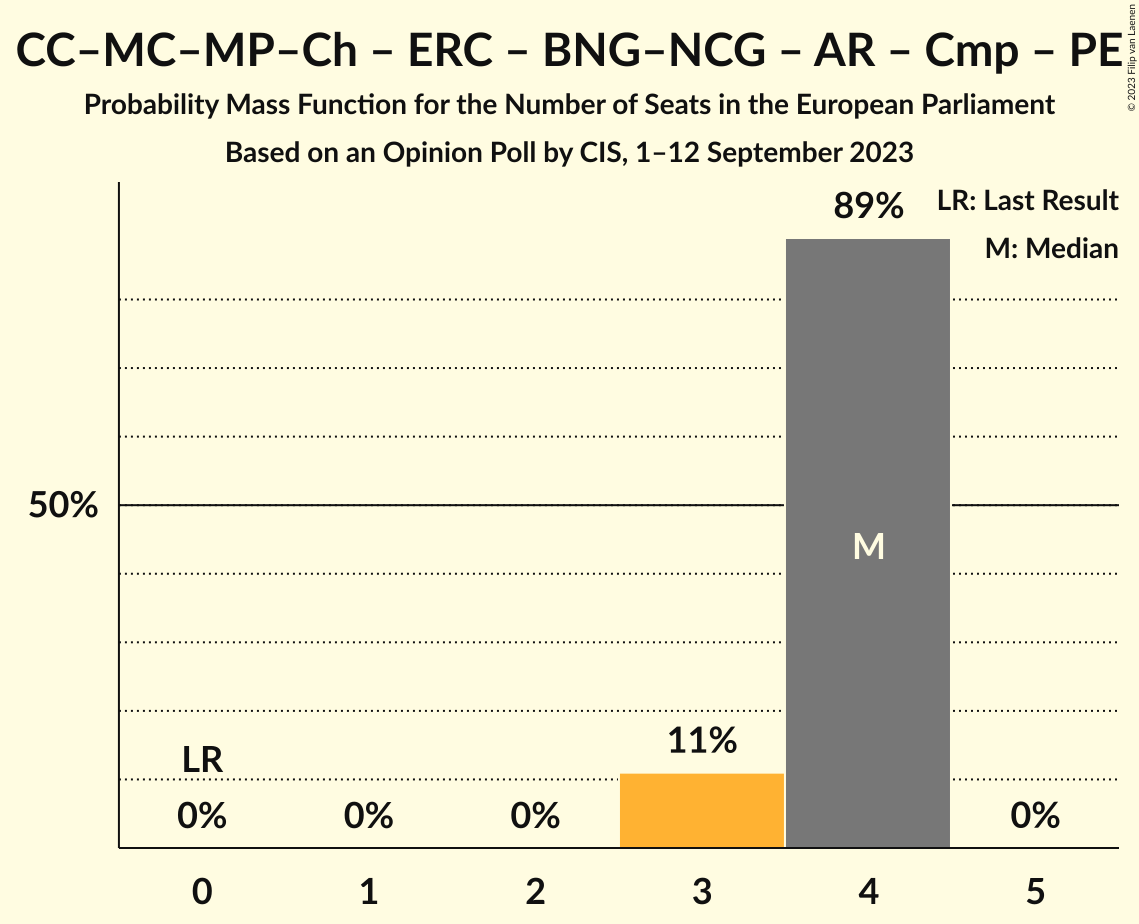 CC–MC–MP–Ch – ERC – BNG–NCG – AR – Cmp – PE
© 2023 Filip van Laenen
Probability Mass Function for the Number of Seats in the European Parliament
Based on an Opinion Poll by CIS, 1–12 September 2023
89%
LR: Last Result
M: Median
50%
M
11%
LR
0%
0%
0%
0%
0
1
2
3
4
5